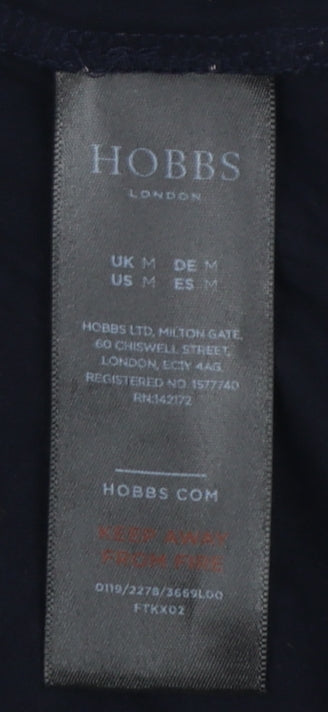 HOBBS
LONDON
UK M DE M
US M ES M
HOBBS LTD, MILTON GATE,
60 CHISWELL STREET,
LONDON, EC1Y 4AG.
REGISTERED NO. 1577740
RN:142172
HOBBS.COM
KEEP AWAY
FROM FIRE
0119/2278/3669L00
FTKX02